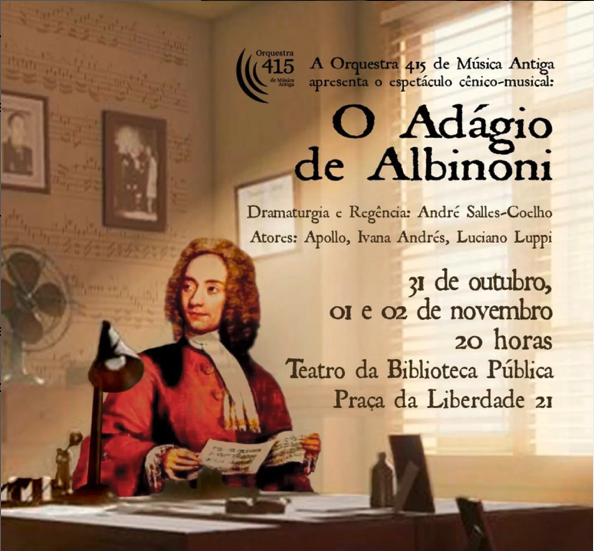 Orquestra
415
de Música
Antiga
A Orquestra 415 de Música Antiga
apresenta o espetáculo cênico-musical:
O Adágio
de Albinoni
Dramaturgia e Regência: André Salles-Coelho
Atores: Apollo, Ivana Andrés, Luciano Luppi
31 de outubro,
01 e 02 de novembro
20 horas
Teatro da Biblioteca Pública
Praça da Liberdade 21